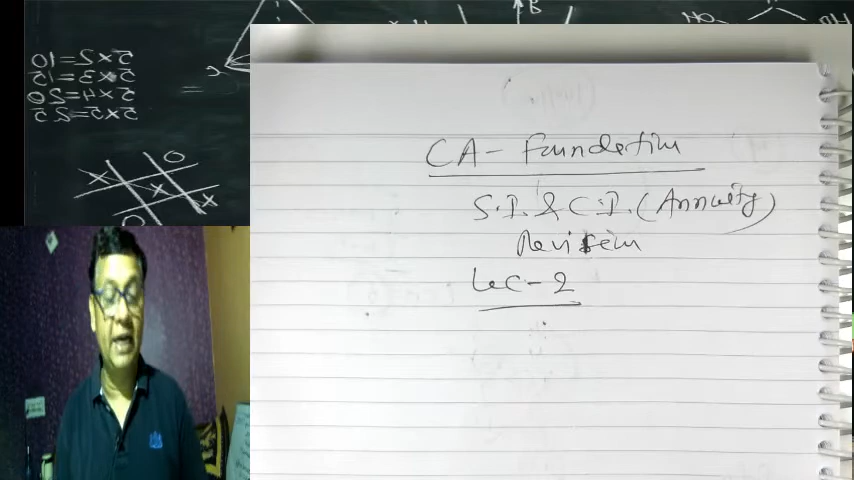 5×2=10
5×3=15
5×4=20
5×5=25
CA - Foundation
S.I. & C.I. (Annuity)
Revision
Lec - 2